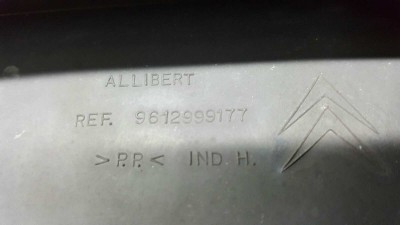 ALLIBERT
REF. 9612999177
>P.P.< IND. H.